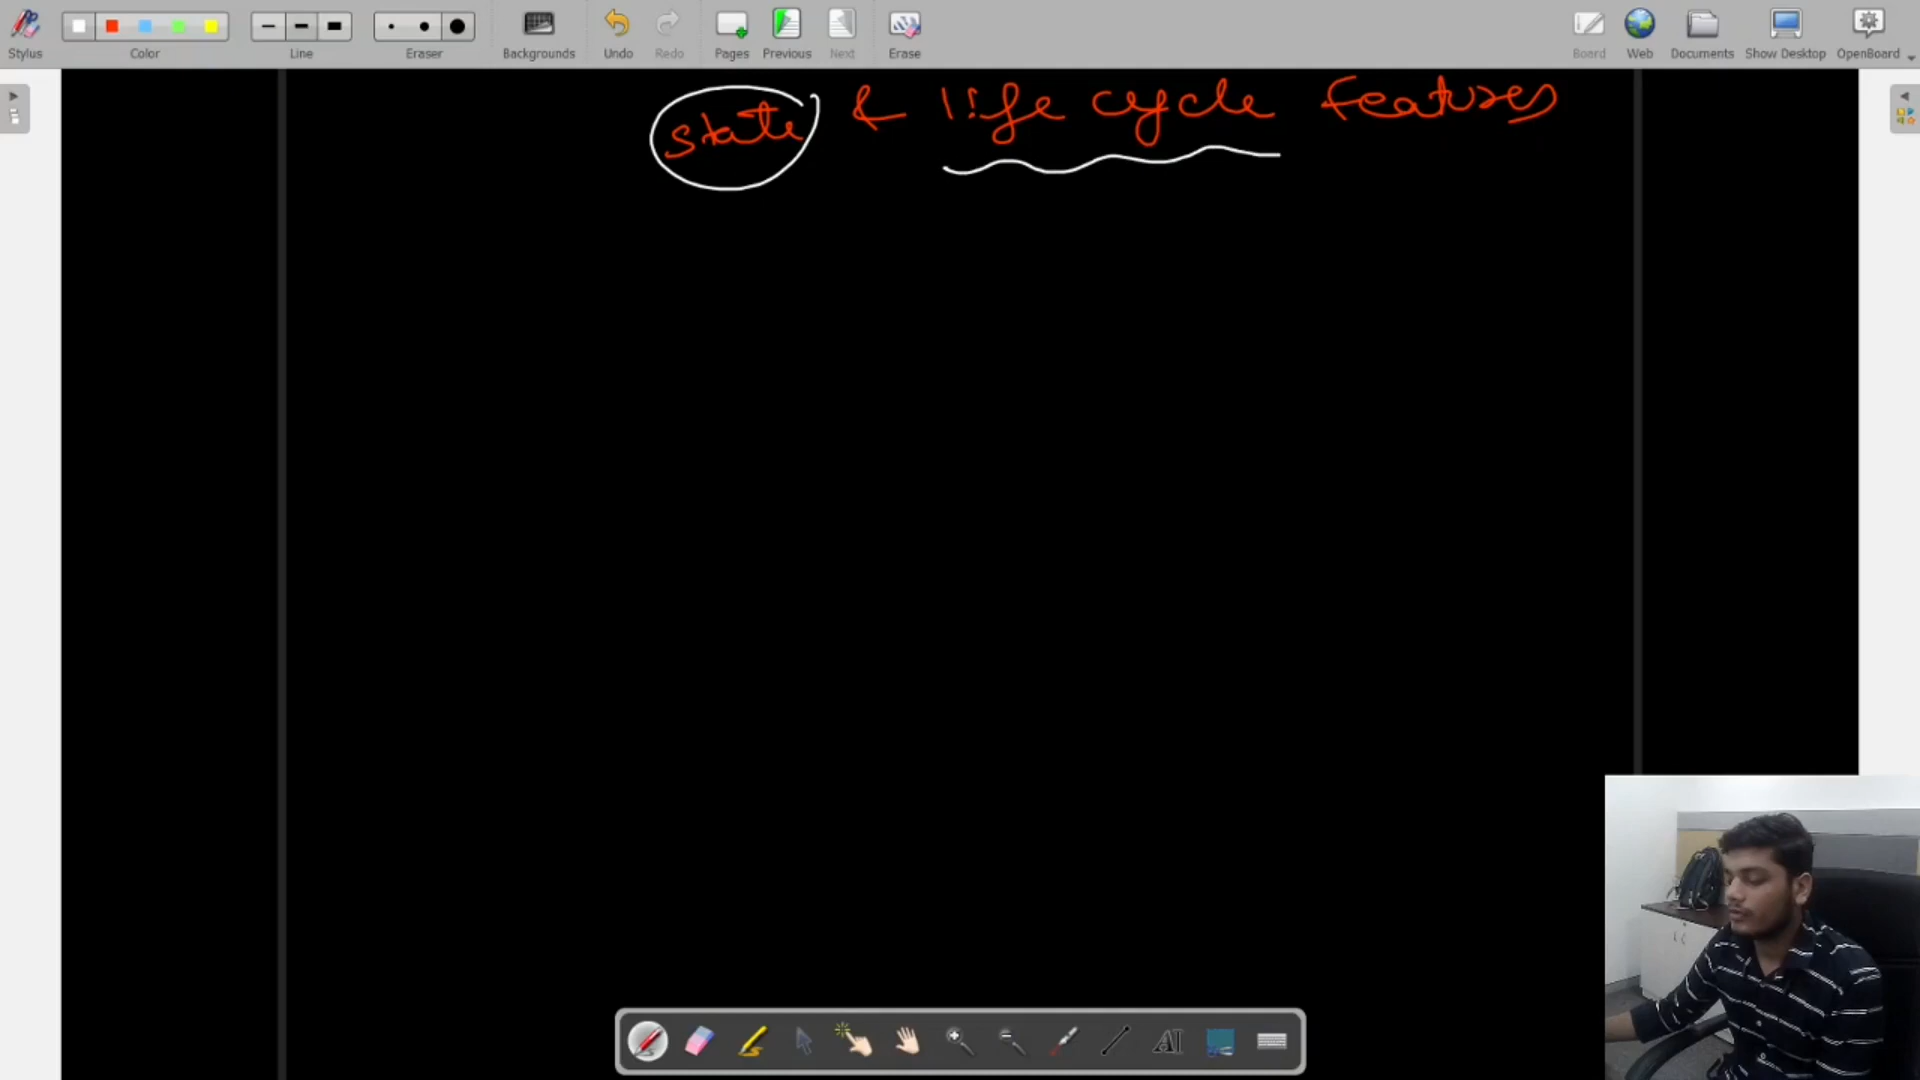 Stylus Color Line Eraser Backgrounds Undo Redo Pages Previous Next Erase Board Web Documents Show Desktop OpenBoard
state & life cycle features
AI